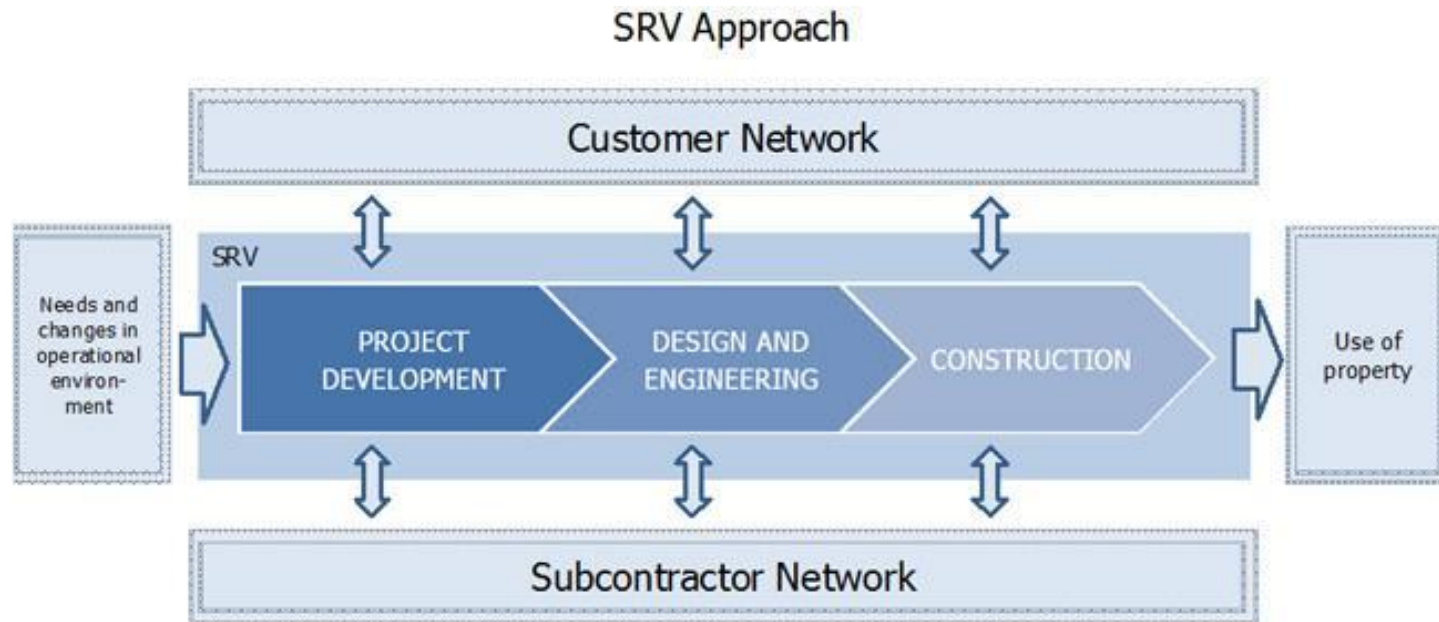 SRV Approach
Customer Network
SRV
Needs and
changes in
operational
environ-
ment
PROJECT
DEVELOPMENT
DESIGN AND
ENGINEERING
CONSTRUCTION
Use of
property
Subcontractor Network